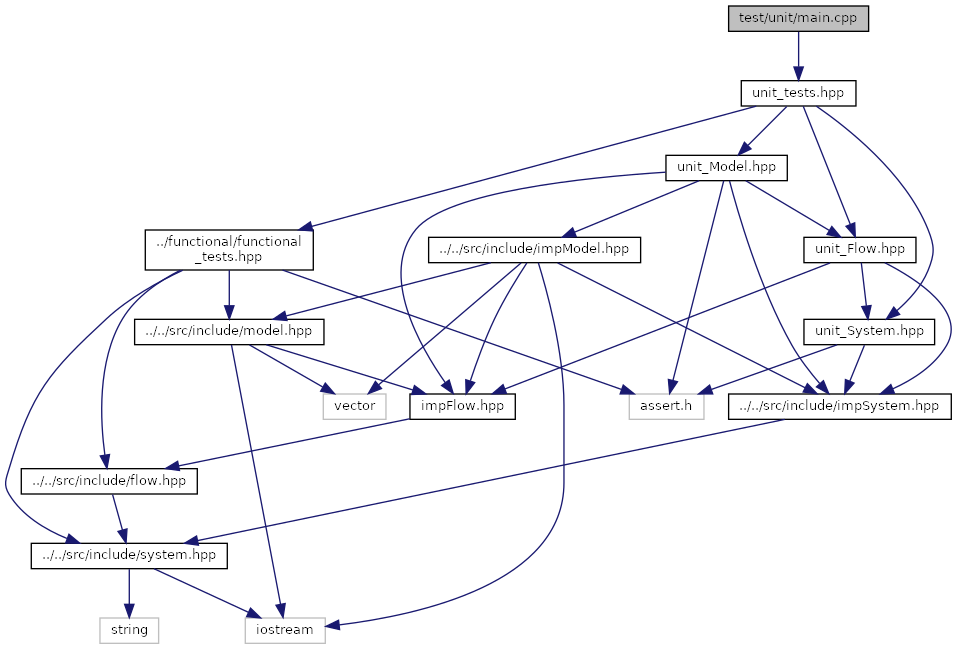 test/unit/main.cpp
unit_tests.hpp
unit_Model.hpp
../functional/functional
_tests.hpp
../../src/include/impModel.hpp
unit_Flow.hpp
../../src/include/model.hpp
unit_System.hpp
vector
impFlow.hpp
assert.h
../../src/include/impSystem.hpp
../../src/include/flow.hpp
../../src/include/system.hpp
string
iostream